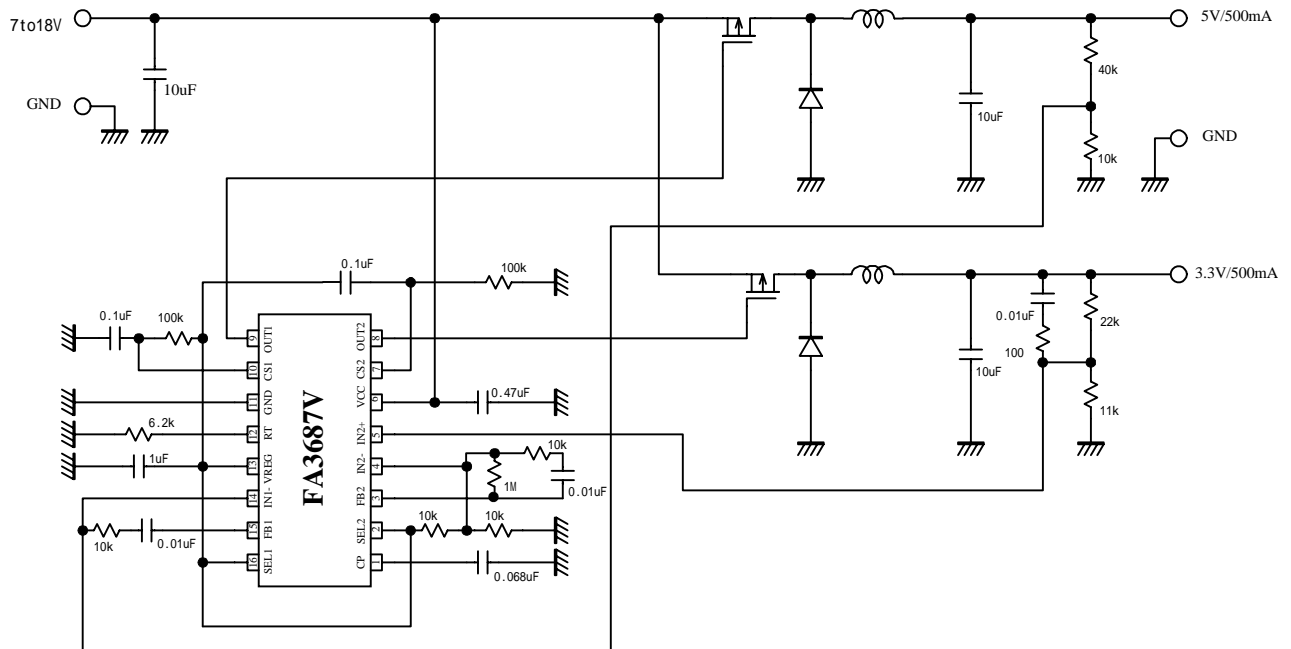 7to18V
5V/500mA
40k
10uF
10uF
GND
GND
10k
0.1uF
100k
3.3V/500mA
0.1uF
100k
0.01uF
22k
100
10uF
11k
9
OUT1
OUT2
8
10
CS1
CS2
7
11
GND
VCC
6
0.47uF
6.2k
12
RT
IN2+
5
1uF
13
VREG
IN2-
4
10k
1M
0.01uF
14
IN1-
FB2
3
10k
0.01uF
15
FB1
SEL2
2
10k
10k
16
SEL1
CP
1
0.068uF
FA3687V